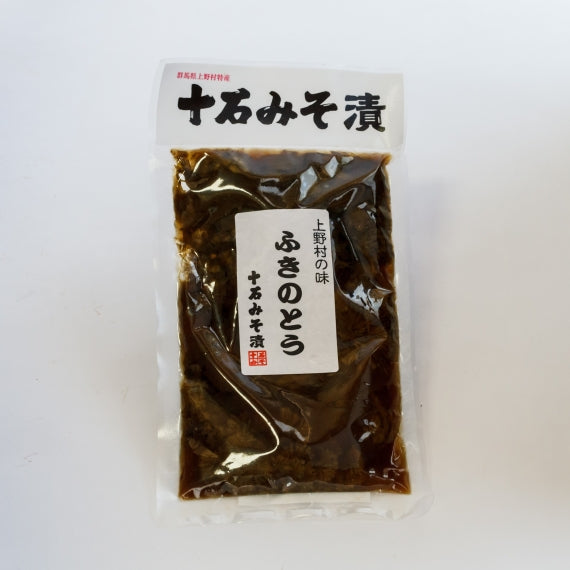 群馬県上野村特産
十石みそ漬
上野村の味
ふきのとう
十石みそ漬